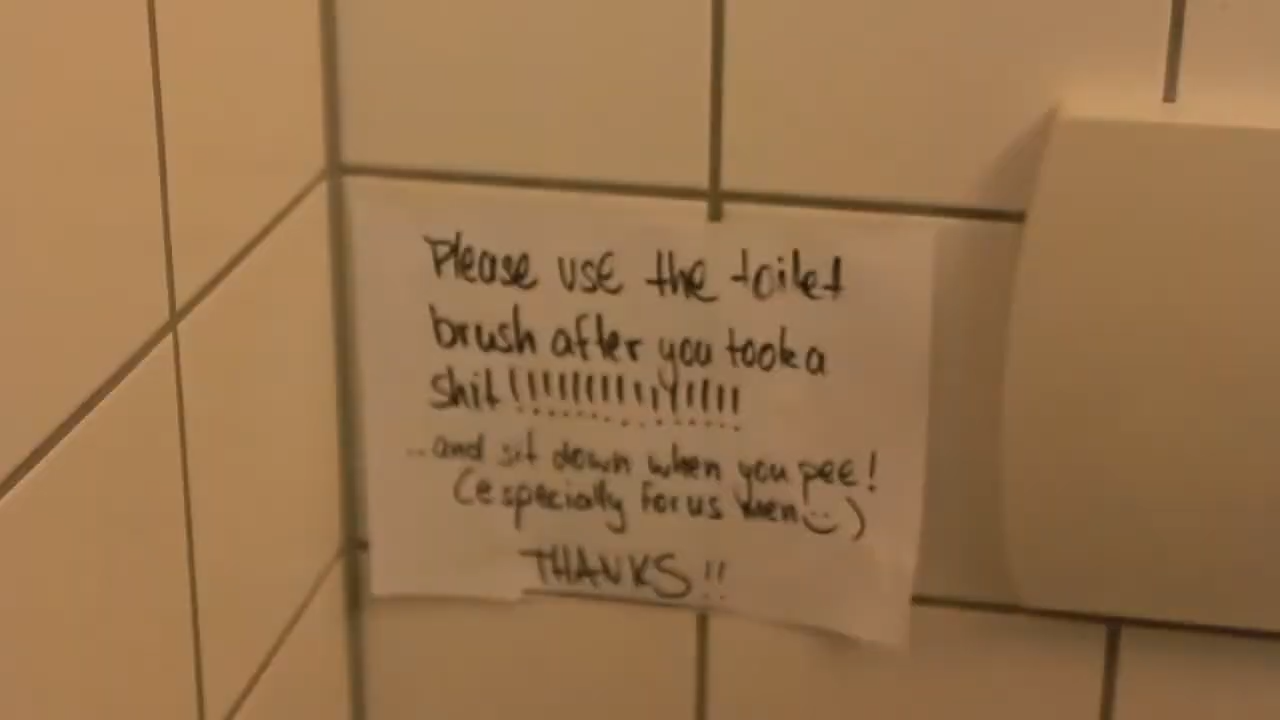 Please use the toilet
brush after you took a
shit!!!!!!!!!!!!!!!
...and sit down when you pee!
(especially for us men :))
THANKS!!